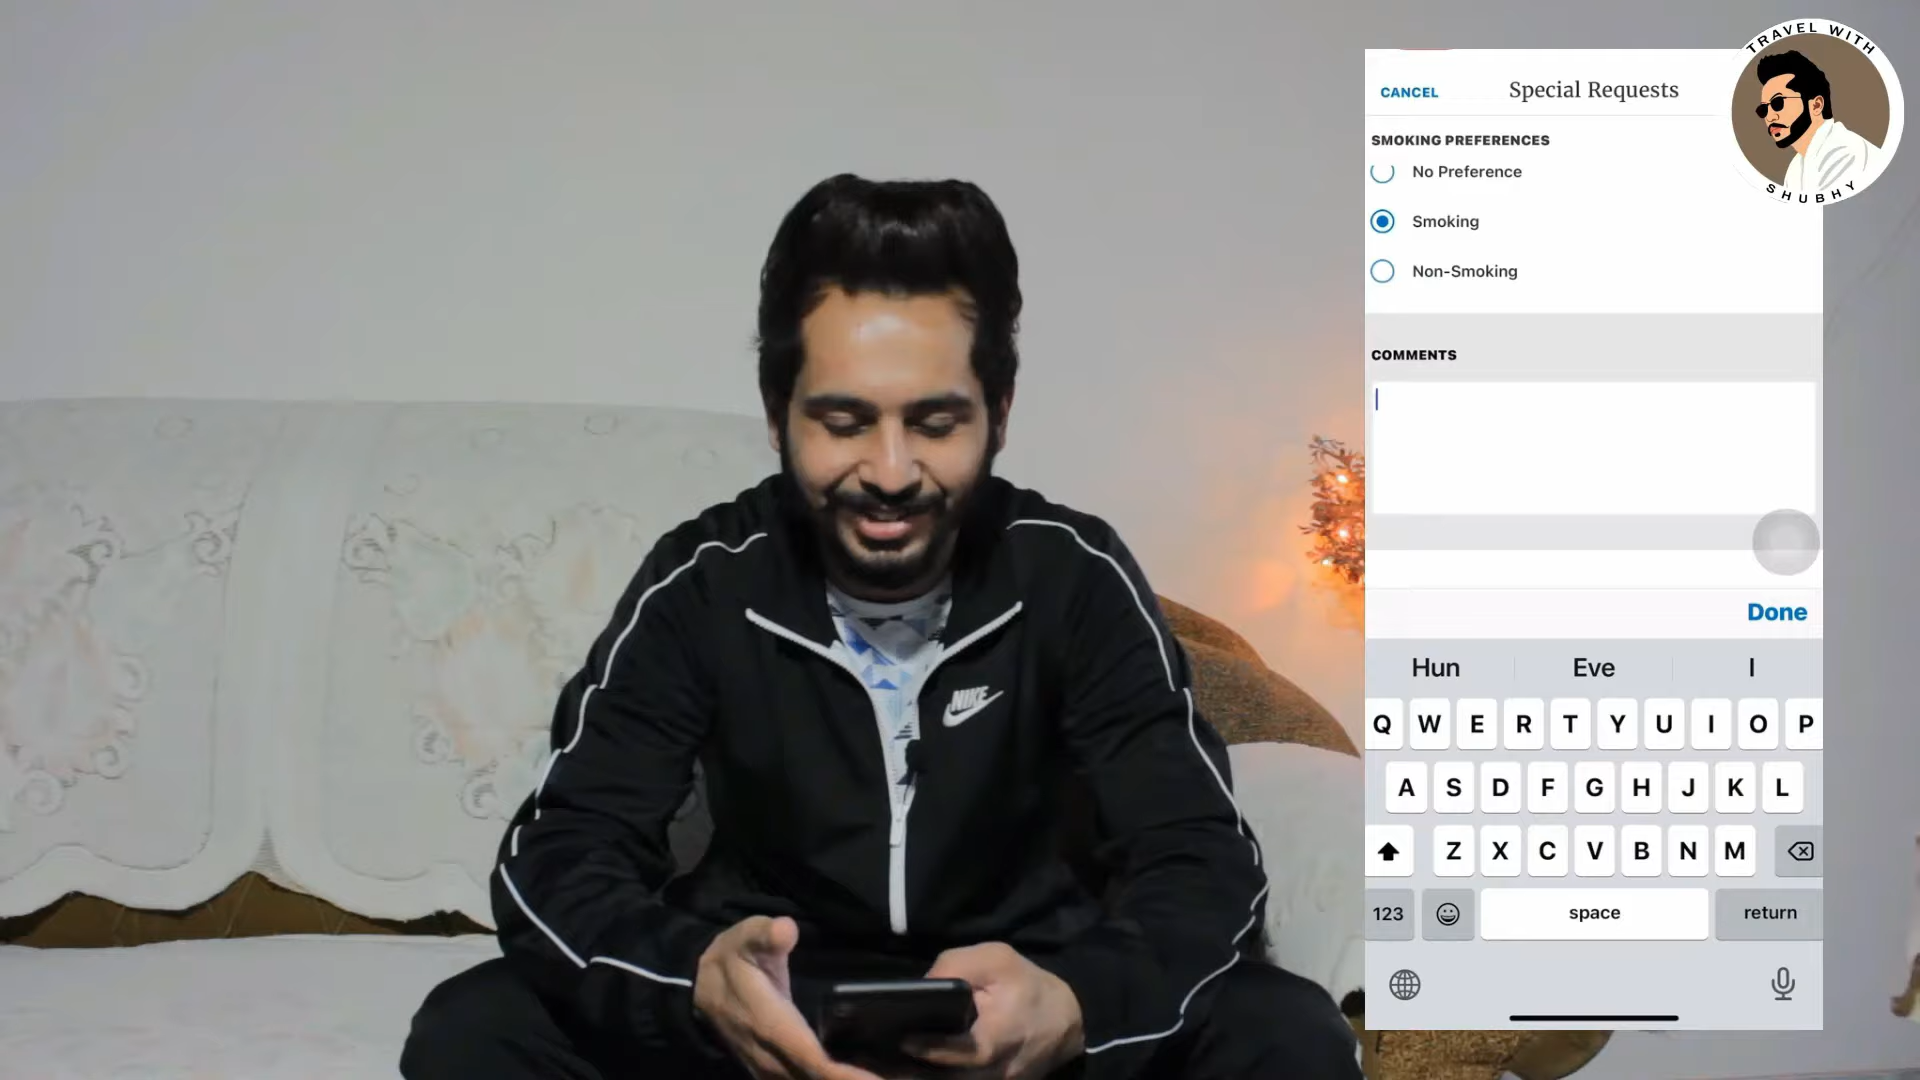 TRAVEL WITH
SHUBHY
CANCEL
Special Requests
SMOKING PREFERENCES
No Preference
Smoking
Non-Smoking
COMMENTS
Done
Hun Eve I
Q W E R T Y U I O P
A S D F G H J K L
Z X C V B N M
123 space return
NIKE